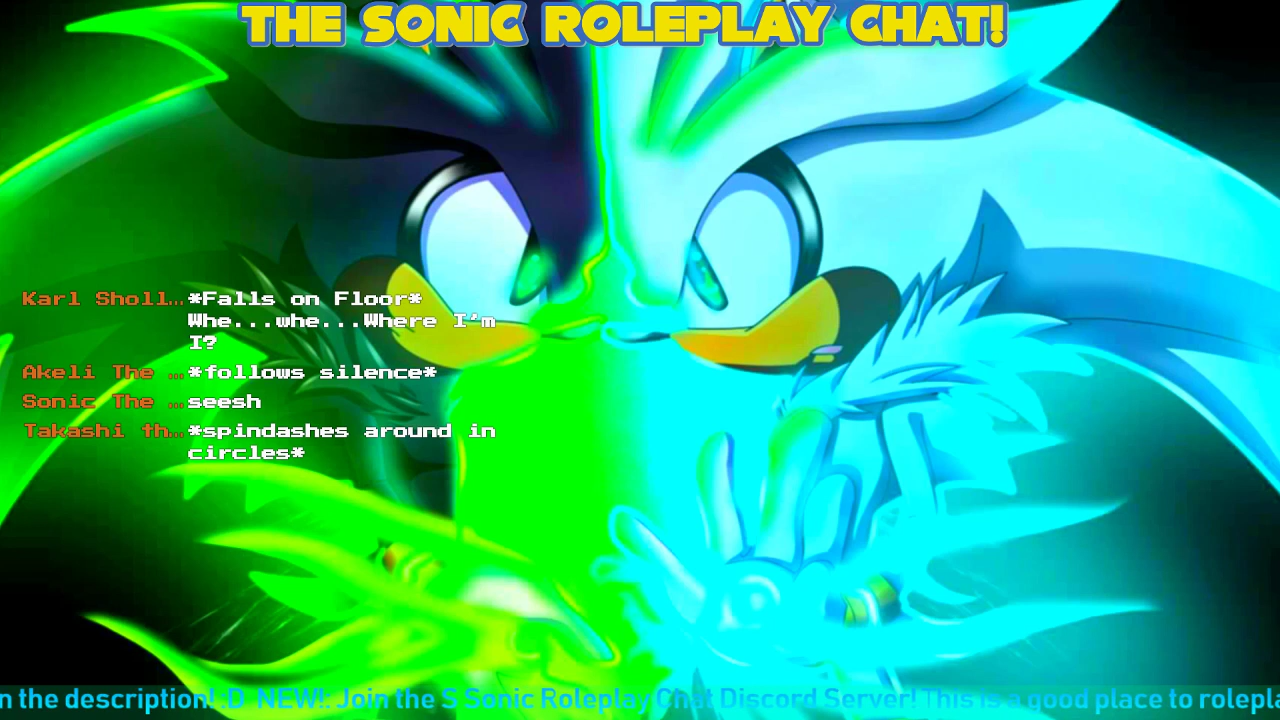 THE SONIC ROLEPLAY CHAT!
Karl Sholl… *Falls on Floor*
Whe...whe...Where I'm
I?
Akeli The … *follows silence*
Sonic The … seesh
Takashi th… *spindashes around in
circles*
n the description! :D NEW!: Join the S Sonic Roleplay Chat Discord Server! This is a good place to rolepla